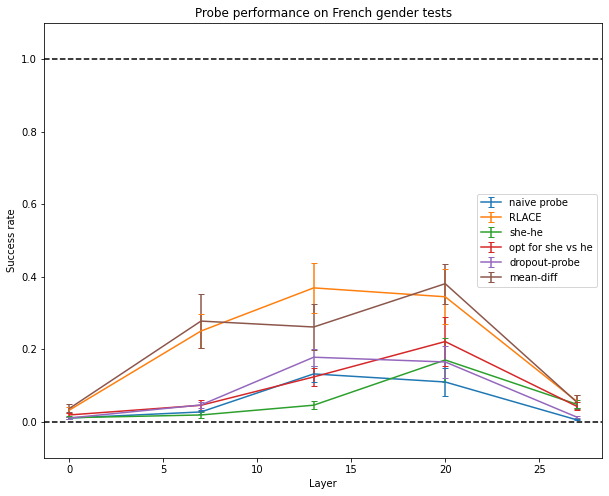 Probe performance on French gender tests
Success rate
1.0
0.8
0.6
0.4
0.2
0.0
naive probe
RLACE
she-he
opt for she vs he
dropout-probe
mean-diff
0
5
10
15
20
25
Layer